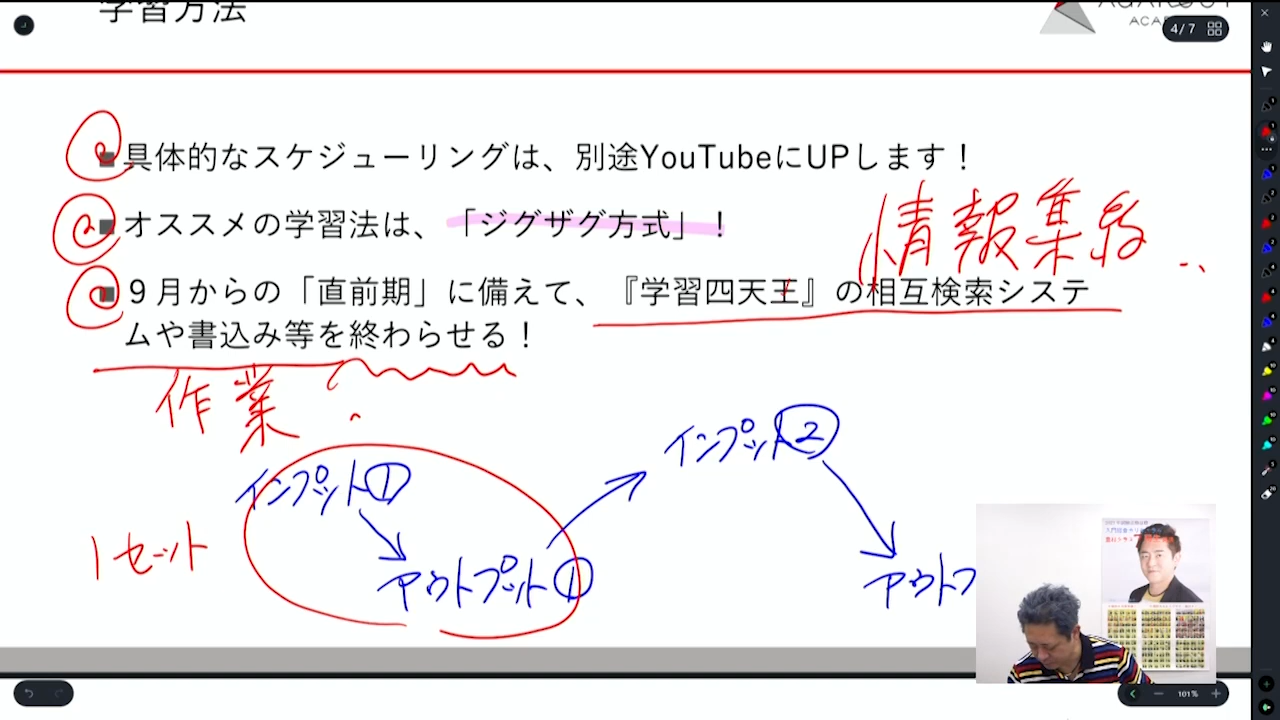 学習方法
4/7
具体的なスケジューリングは、別途YouTubeにUPします！
②
オススメの学習法は、「ジグザグ方式」！
情報集約
９月からの「直前期」に備えて、『学習四天王』の相互検索システ
ムや書込み等を終わらせる！
作業
インプット②
インプット①
1セット
アウトプット①
アウトプ
101%